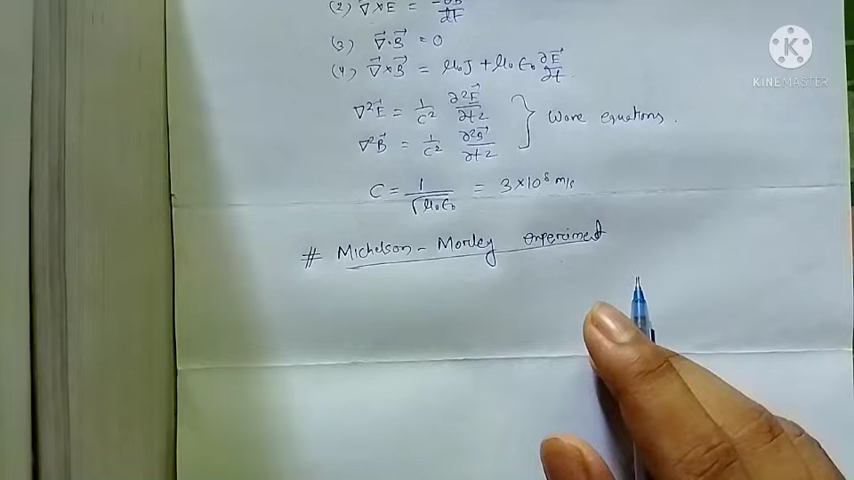 (2) ∇⃗×E = -∂B/dt
(3) ∇⃗·B⃗ = 0
(4) ∇⃗×B⃗ = μ₀J + μ₀ε₀ ∂E⃗/∂t
∇²E⃗ = 1/c² ∂²E⃗/∂t2
∇²B⃗ = 1/c² ∂²B⃗/∂t2
} Wave equations.
C = 1/√μ₀ε₀ = 3×10⁸ m/s
# Michelson - Morley experiment
K
KINEMASTER